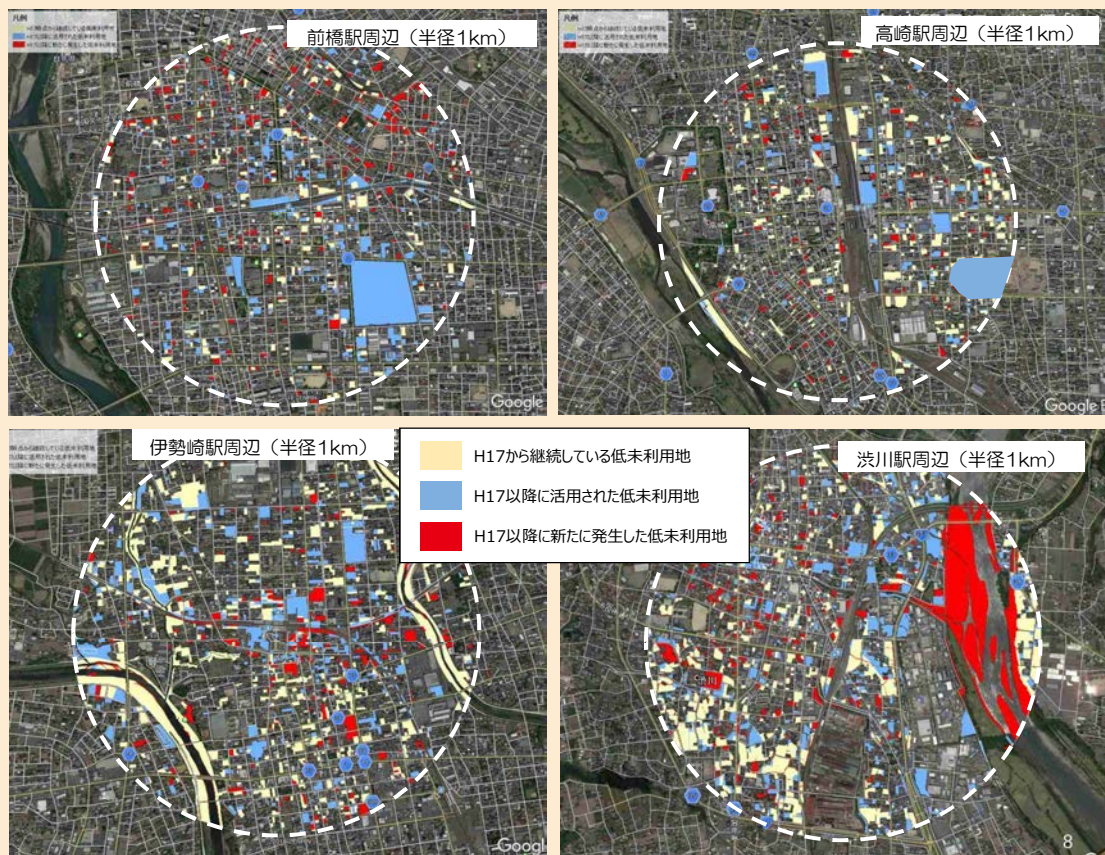 凡例
前橋駅周辺（半径1km）
Google
高崎駅周辺（半径1km）
Google E
伊勢崎駅周辺（半径1km）
Googl
H17から継続している低未利用地
H17以降に活用された低未利用地
H17以降に新たに発生した低未利用地
渋川駅周辺（半径1km）
8